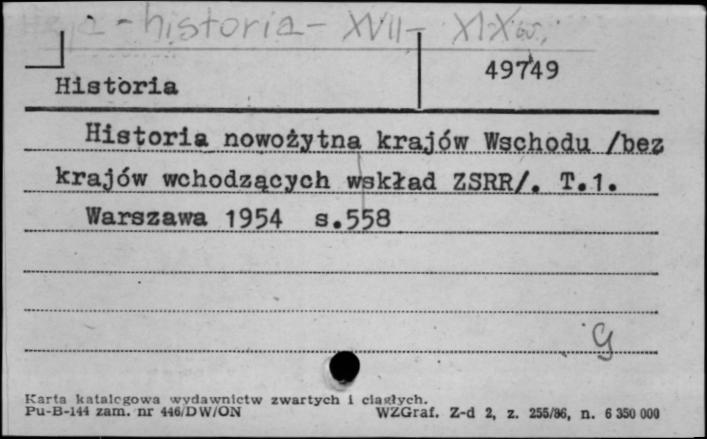 - historia - XVII - XIX w.
49749
Historia
Historia nowożytna krajów Wschodu /bez
krajów wchodzących wskład ZSRR/. T.1.
Warszawa 1954 s.558
g
Karta katalogowa wydawnictw zwartych i ciągłych.
Pu-B-144 zam. nr 446/DW/ON WZGraf. Z-d 2, z. 255/86, n. 6 350 000